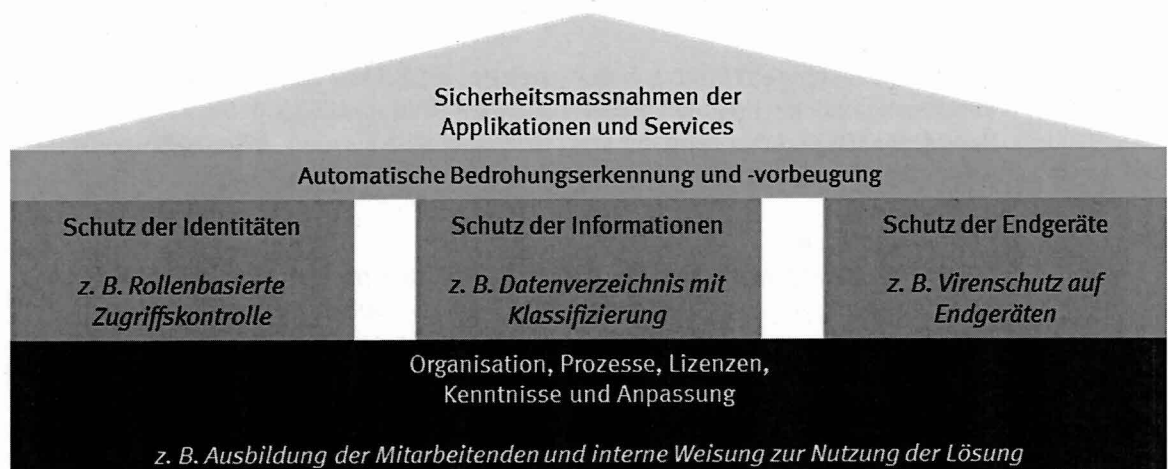 Sicherheitsmassnahmen der
Applikationen und Services
Automatische Bedrohungserkennung und -vorbeugung
Schutz der Identitäten
z. B. Rollenbasierte
Zugriffskontrolle
Schutz der Informationen
z. B. Datenverzeichnis mit
Klassifizierung
Schutz der Endgeräte
z. B. Virenschutz auf
Endgeräten
Organisation, Prozesse, Lizenzen,
Kenntnisse und Anpassung
z. B. Ausbildung der Mitarbeitenden und interne Weisung zur Nutzung der Lösung